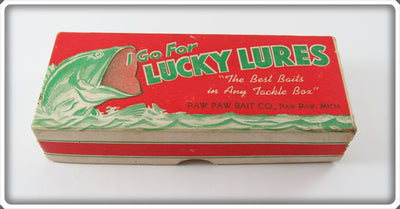 I Go For
LUCKY LURES
"The Best Baits
in Any Tackle Box"
PAW PAW BAIT CO., PAW PAW, MICH.